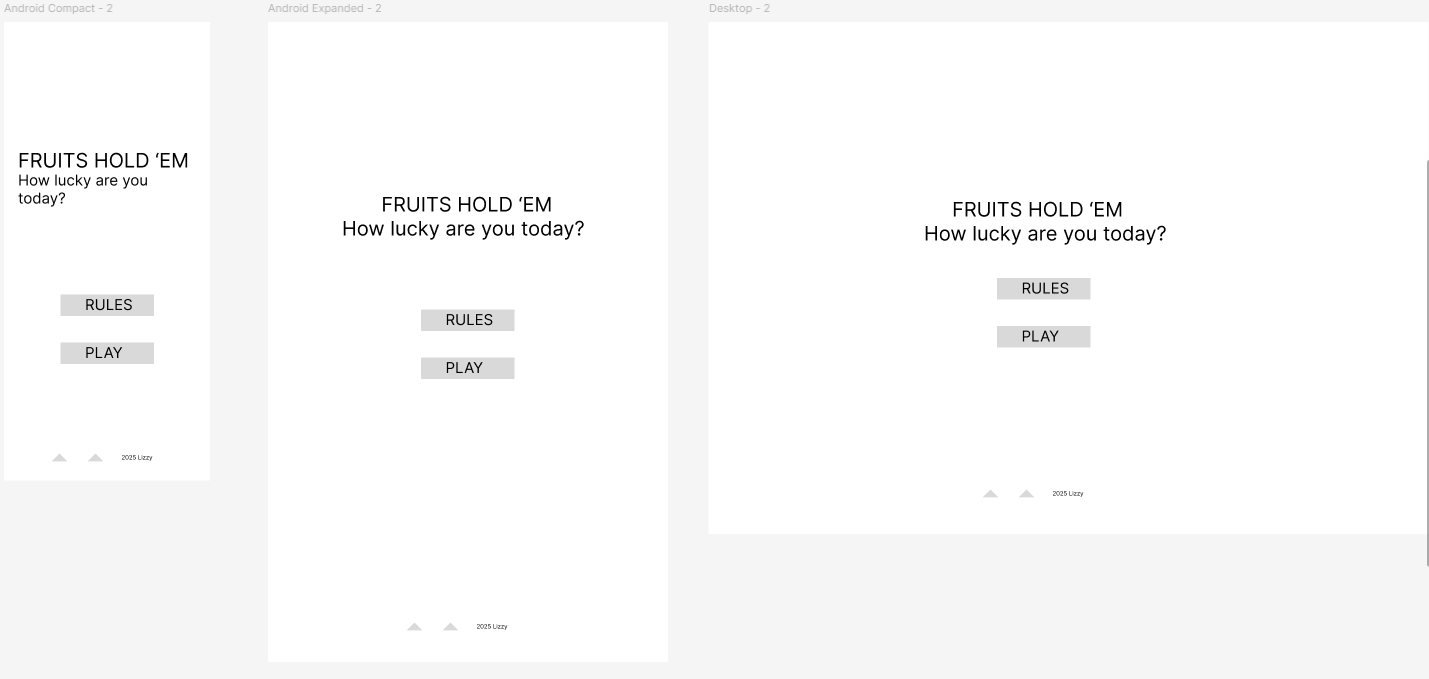 Android Compact - 2
FRUITS HOLD ‘EM
How lucky are you
today?
RULES
PLAY
2025 Lizzy
Android Expanded - 2
FRUITS HOLD ‘EM
How lucky are you today?
RULES
PLAY
2025 Lizzy
Desktop - 2
FRUITS HOLD ‘EM
How lucky are you today?
RULES
PLAY
2025 Lizzy